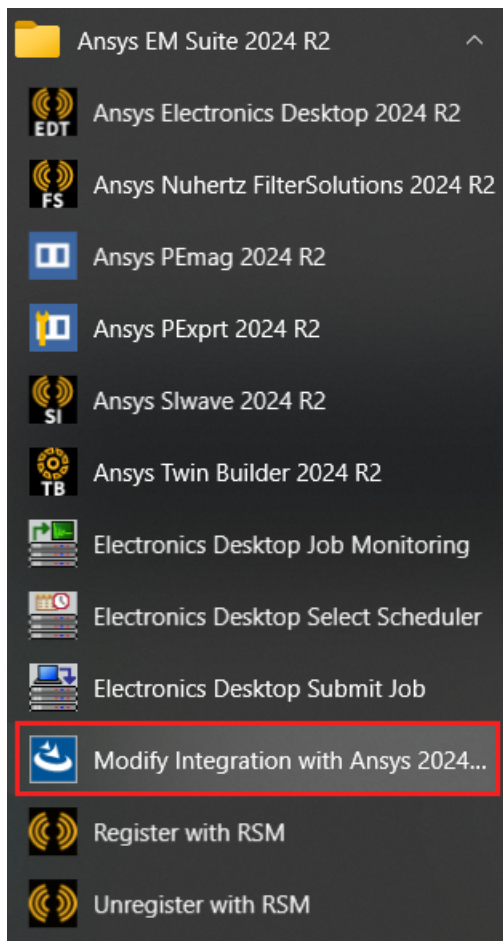 Ansys EM Suite 2024 R2
EDT
Ansys Electronics Desktop 2024 R2
FS
Ansys Nuhertz FilterSolutions 2024 R2
Ansys PEmag 2024 R2
Ansys PExprt 2024 R2
SI
Ansys SIwave 2024 R2
TB
Ansys Twin Builder 2024 R2
Electronics Desktop Job Monitoring
Electronics Desktop Select Scheduler
Electronics Desktop Submit Job
Modify Integration with Ansys 2024...
Register with RSM
Unregister with RSM